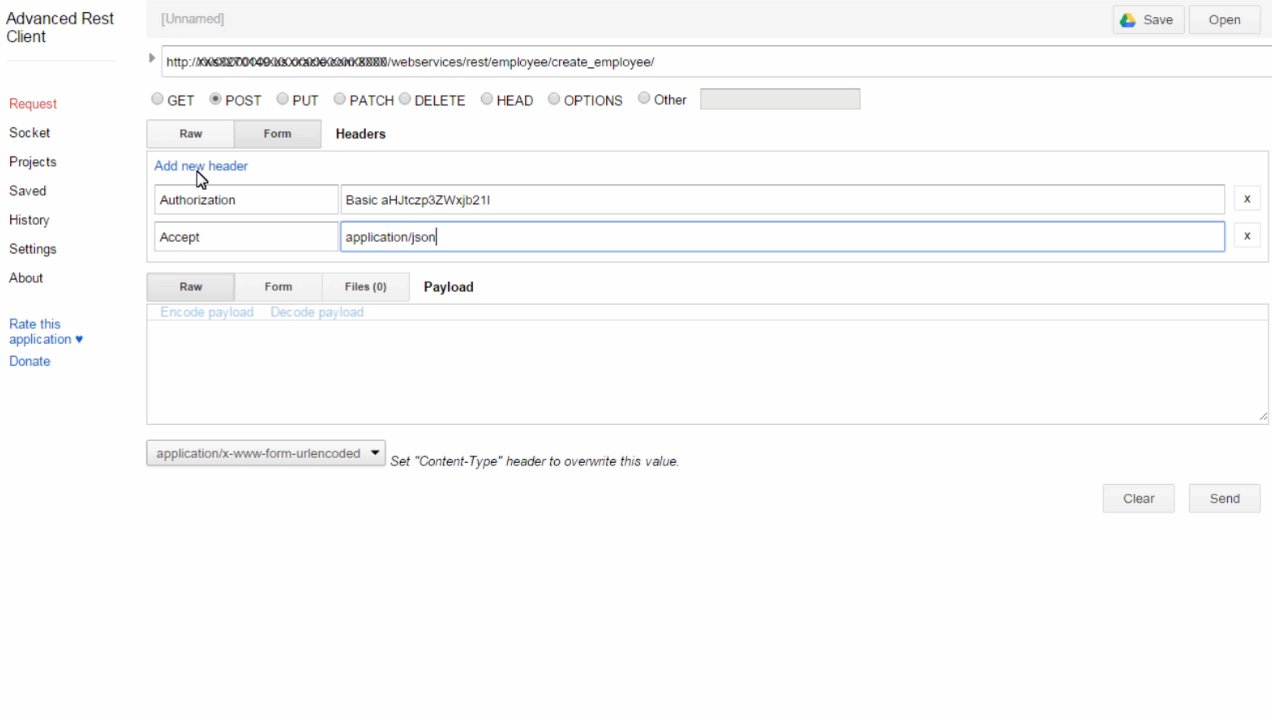 Advanced Rest
Client
[Unnamed]
Save
Open
http:// /webservices/rest/employee/create_employee/
GET POST PUT PATCH DELETE HEAD OPTIONS Other
Raw Form Headers
Add new header
Authorization Basic aHJtczp3ZWxjb21l x
Accept application/json x
Request
Socket
Projects
Saved
History
Settings
About
Rate this
application ♥
Donate
Raw Form Files (0) Payload
Encode payload Decode payload
application/x-www-form-urlencoded Set "Content-Type" header to overwrite this value.
Clear Send